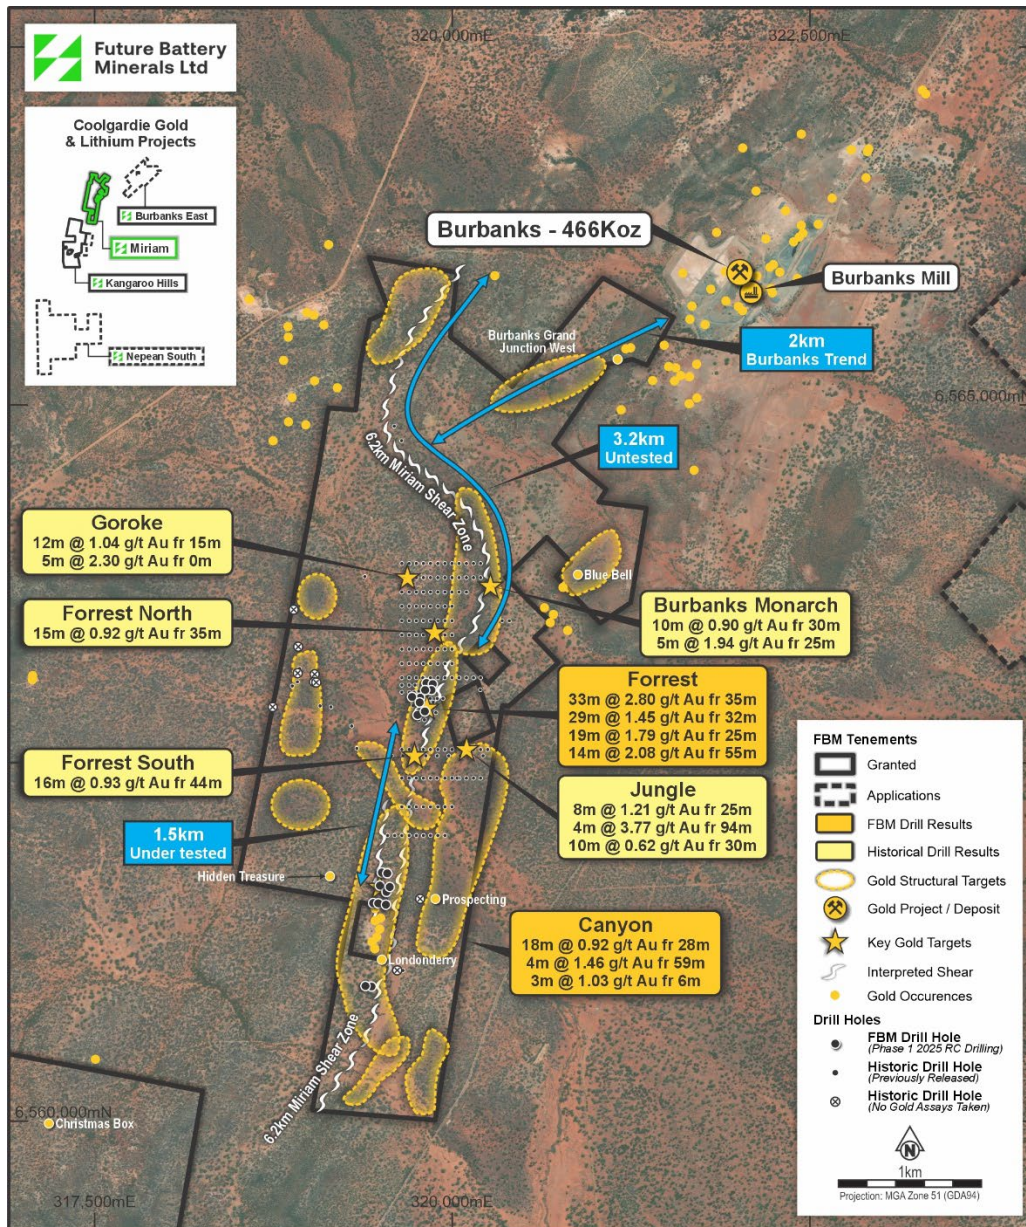 320,000mE
322,500mE
Future Battery
Minerals Ltd
Coolgardie Gold
& Lithium Projects
Burbanks East
Miriam
Kangaroo Hills
Nepean South
Burbanks - 466Koz
Burbanks Mill
Burbanks Grand
Junction West
2km
Burbanks Trend
6,565,000mN
3.2km
Untested
6.2km Miriam Shear Zone
Goroke
12m @ 1.04 g/t Au fr 15m
5m @ 2.30 g/t Au fr 0m
Blue Bell
Forrest North
15m @ 0.92 g/t Au fr 35m
Burbanks Monarch
10m @ 0.90 g/t Au fr 30m
5m @ 1.94 g/t Au fr 25m
Forrest
33m @ 2.80 g/t Au fr 35m
29m @ 1.45 g/t Au fr 32m
19m @ 1.79 g/t Au fr 25m
14m @ 2.08 g/t Au fr 55m
Forrest South
16m @ 0.93 g/t Au fr 44m
Jungle
8m @ 1.21 g/t Au fr 25m
4m @ 3.77 g/t Au fr 94m
10m @ 0.62 g/t Au fr 30m
1.5km
Under tested
Hidden Treasure
Prospecting
Canyon
18m @ 0.92 g/t Au fr 28m
4m @ 1.46 g/t Au fr 59m
3m @ 1.03 g/t Au fr 6m
Londonderry
6.2km Miriam Shear Zone
6,560,000mN
Christmas Box
317,500mE
320,000mE
FBM Tenements
Granted
Applications
FBM Drill Results
Historical Drill Results
Gold Structural Targets
Gold Project / Deposit
Key Gold Targets
Interpreted Shear
Gold Occurences
Drill Holes
FBM Drill Hole
(Phase 1 2025 RC Drilling)
Historic Drill Hole
(Previously Released)
Historic Drill Hole
(No Gold Assays Taken)
N
1km
Projection: MGA Zone 51 (GDA94)